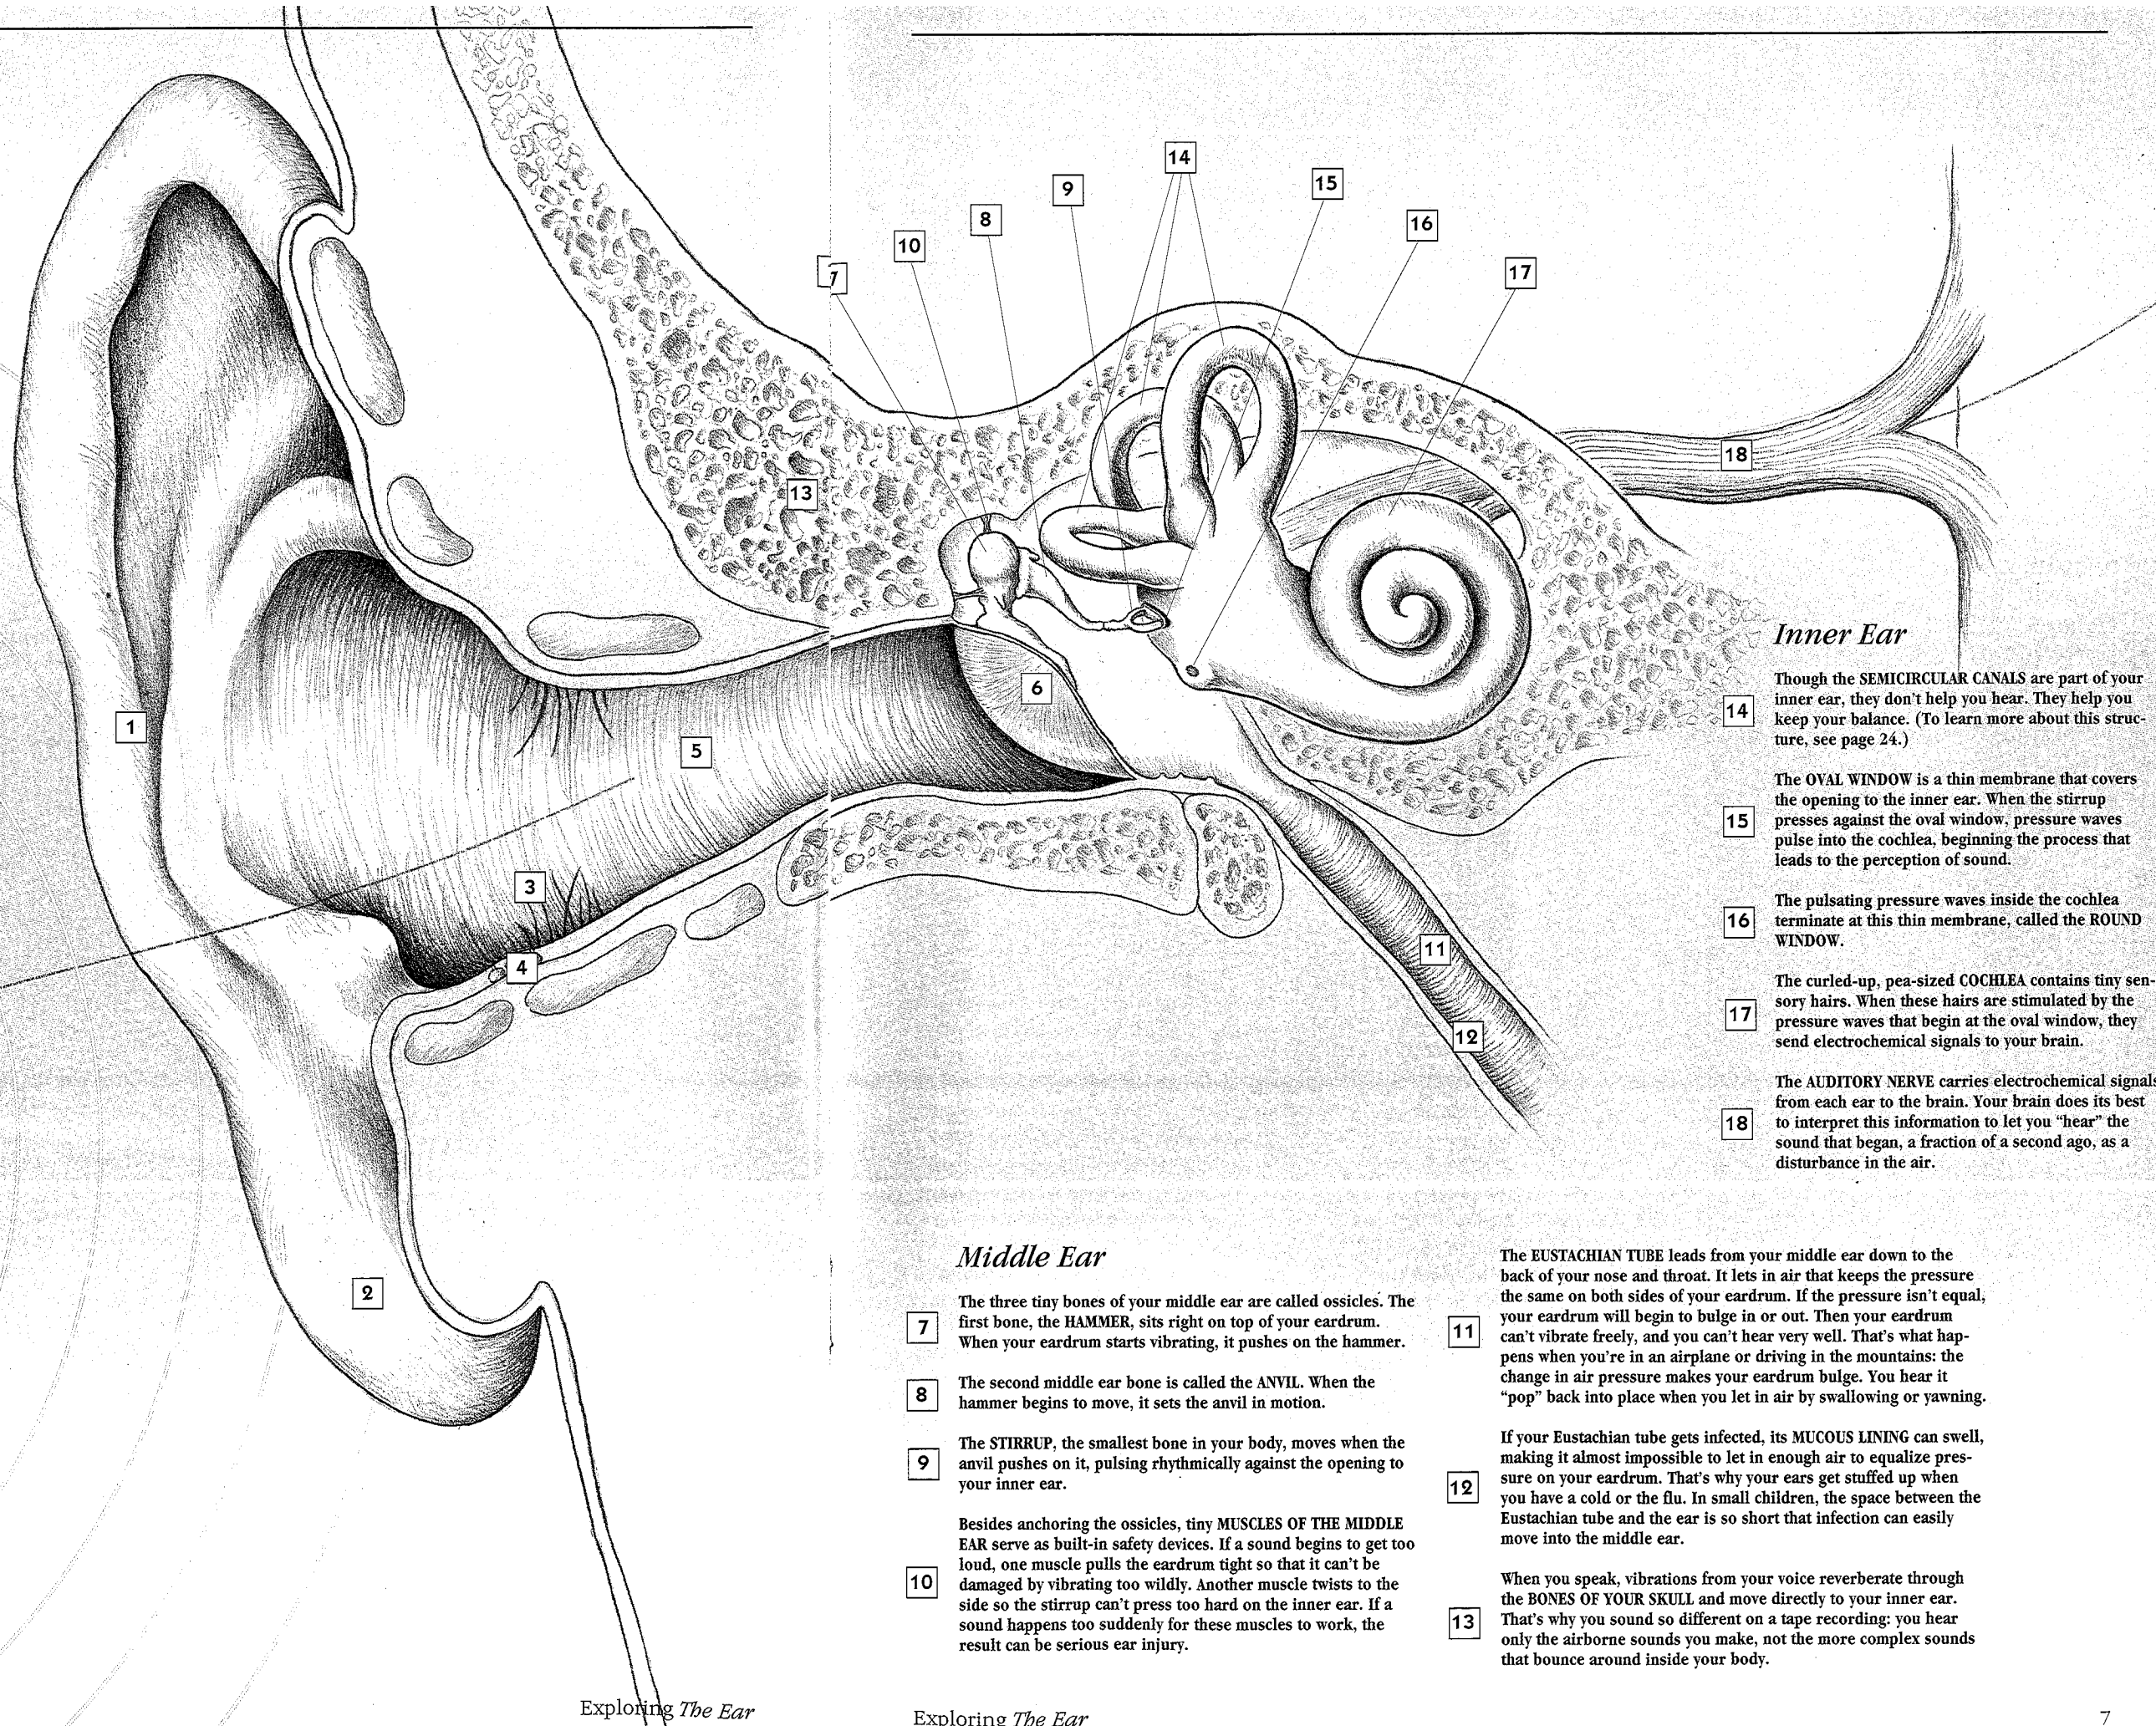 14
15
9
16
8
10
17
7
18
13
6
1
5
3
4
11
12
2
Inner Ear
14
Though the SEMICIRCULAR CANALS are part of your
inner ear, they don't help you hear. They help you
keep your balance. (To learn more about this struc-
ture, see page 24.)
15
The OVAL WINDOW is a thin membrane that covers
the opening to the inner ear. When the stirrup
presses against the oval window, pressure waves
pulse into the cochlea, beginning the process that
leads to the perception of sound.
16
The pulsating pressure waves inside the cochlea
terminate at this thin membrane, called the ROUND
WINDOW.
17
The curled-up, pea-sized COCHLEA contains tiny sen-
sory hairs. When these hairs are stimulated by the
pressure waves that begin at the oval window, they
send electrochemical signals to your brain.
18
The AUDITORY NERVE carries electrochemical signals
from each ear to the brain. Your brain does its best
to interpret this information to let you “hear” the
sound that began, a fraction of a second ago, as a
disturbance in the air.
Middle Ear
7
The three tiny bones of your middle ear are called ossicles. The
first bone, the HAMMER, sits right on top of your eardrum.
When your eardrum starts vibrating, it pushes on the hammer.
8
The second middle ear bone is called the ANVIL. When the
hammer begins to move, it sets the anvil in motion.
9
The STIRRUP, the smallest bone in your body, moves when the
anvil pushes on it, pulsing rhythmically against the opening to
your inner ear.
10
Besides anchoring the ossicles, tiny MUSCLES OF THE MIDDLE
EAR serve as built-in safety devices. If a sound begins to get too
loud, one muscle pulls the eardrum tight so that it can't be
damaged by vibrating too wildly. Another muscle twists to the
side so the stirrup can't press too hard on the inner ear. If a
sound happens too suddenly for these muscles to work, the
result can be serious ear injury.
11
The EUSTACHIAN TUBE leads from your middle ear down to the
back of your nose and throat. It lets in air that keeps the pressure
the same on both sides of your eardrum. If the pressure isn't equal,
your eardrum will begin to bulge in or out. Then your eardrum
can't vibrate freely, and you can't hear very well. That's what hap-
pens when you're in an airplane or driving in the mountains: the
change in air pressure makes your eardrum bulge. You hear it
“pop” back into place when you let in air by swallowing or yawning.
12
If your Eustachian tube gets infected, its MUCOUS LINING can swell,
making it almost impossible to let in enough air to equalize pres-
sure on your eardrum. That's why your ears get stuffed up when
you have a cold or the flu. In small children, the space between the
Eustachian tube and the ear is so short that infection can easily
move into the middle ear.
13
When you speak, vibrations from your voice reverberate through
the BONES OF YOUR SKULL and move directly to your inner ear.
That's why you sound so different on a tape recording: you hear
only the airborne sounds you make, not the more complex sounds
that bounce around inside your body.
Exploring The Ear
Exploring The Ear
7